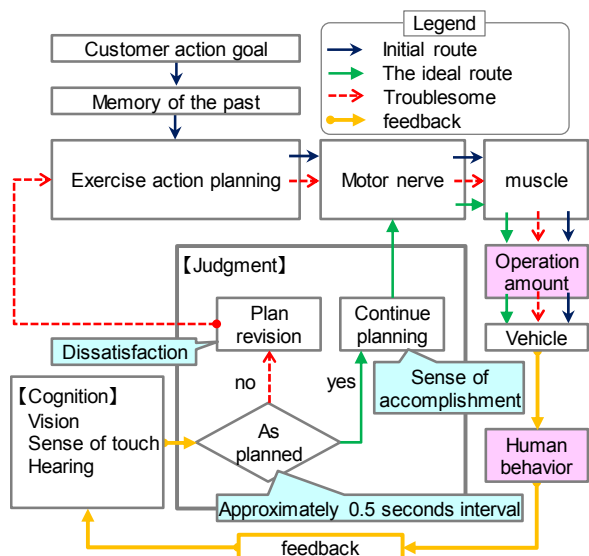 Customer action goal
Memory of the past
Legend
Initial route
The ideal route
Troublesome
feedback
Exercise action planning
Motor nerve
muscle
【Judgment】
Operation
amount
Plan
revision
Continue
planning
Vehicle
Dissatisfaction
no
yes
Sense of
accomplishment
【Cognition】
Vision
Sense of touch
Hearing
As
planned
Human
behavior
Approximately 0.5 seconds interval
feedback